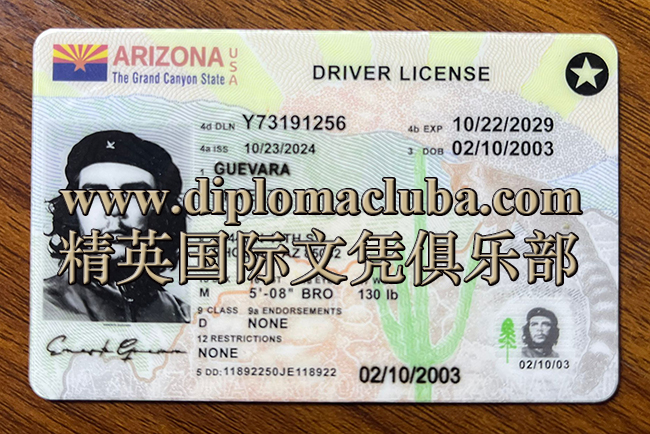 ARIZONA USA
The Grand Canyon State
DRIVER LICENSE
4d DLN Y73191256 4b EXP 10/22/2029
4a ISS 10/23/2024 3 DOB 02/10/2003
1 GUEVARA
www.diplomacluba.com
精英国际文凭俱乐部
M 5'-08" BRO 130 lb
9 CLASS 9a ENDORSEMENTS
D NONE
12 RESTRICTIONS
NONE
5 DD: 11892250JE118922
02/10/2003
02/10/03